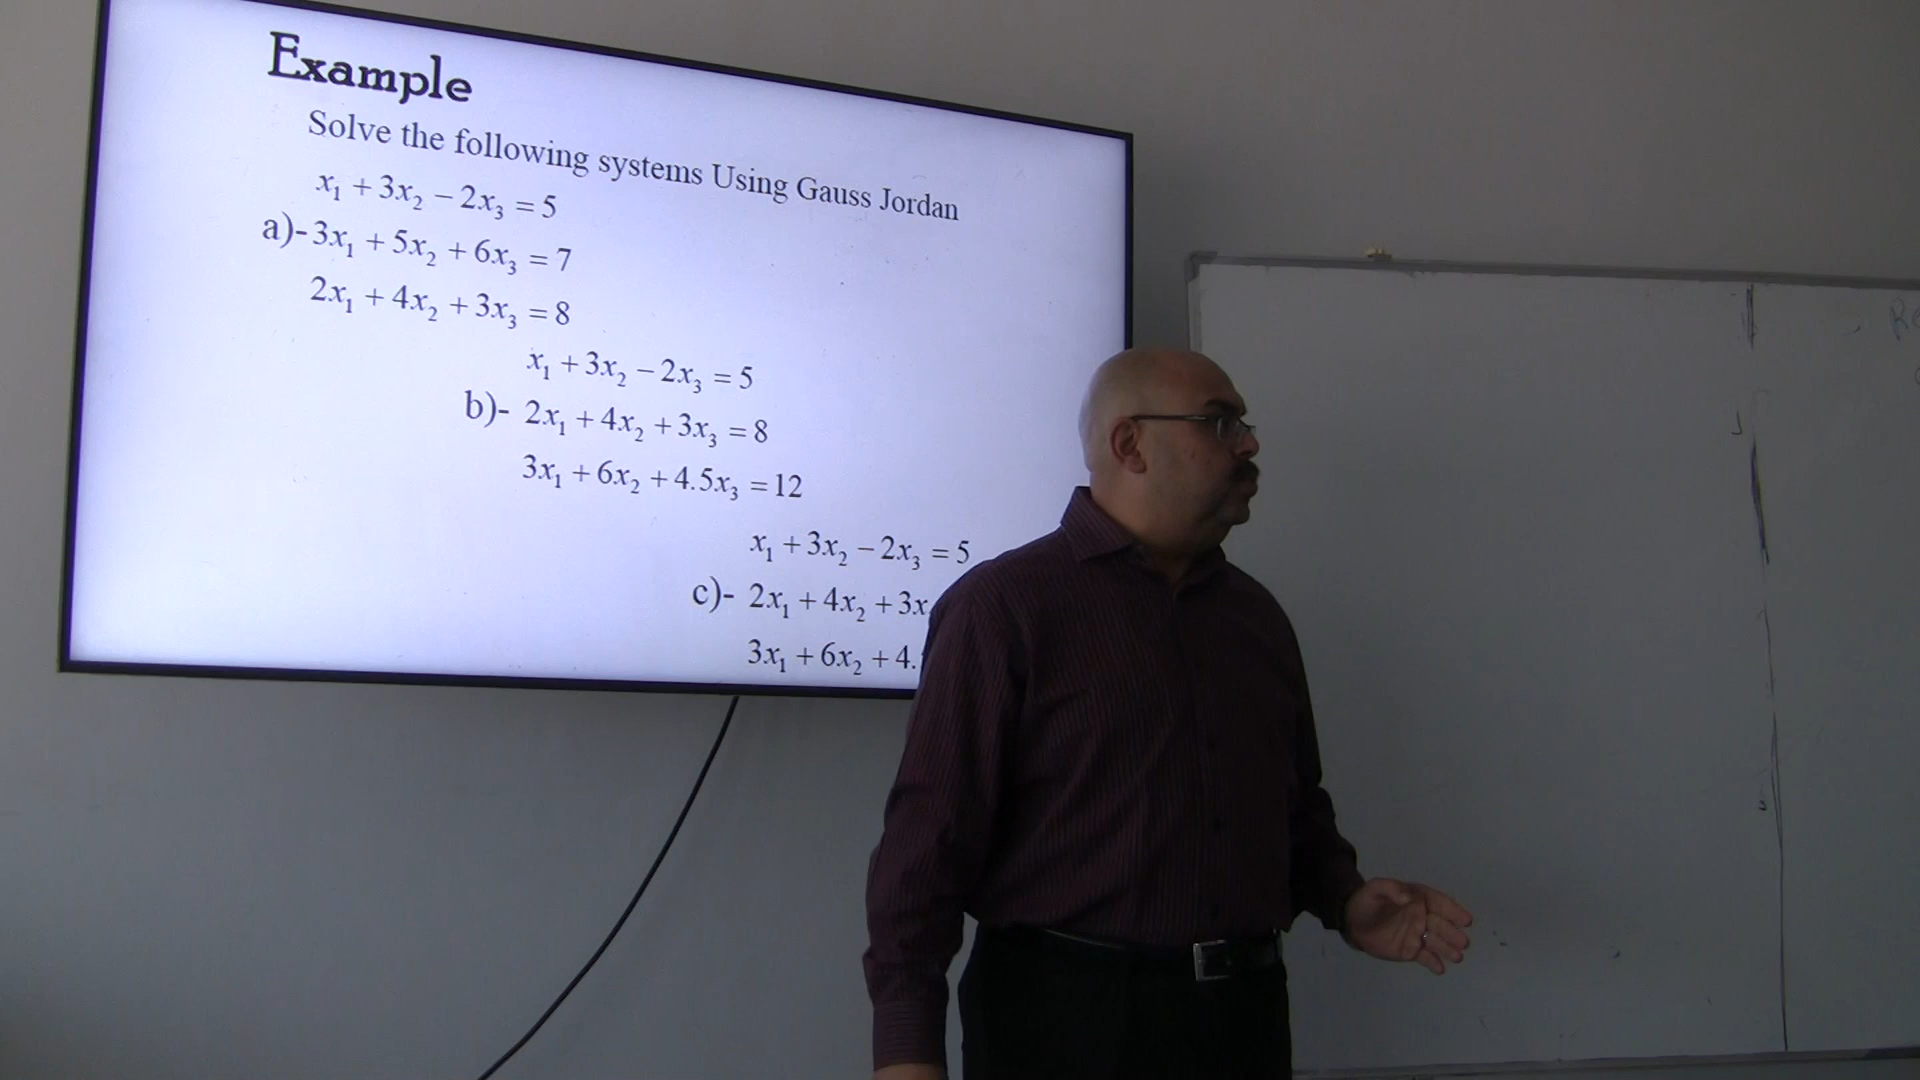 Example
Solve the following systems Using Gauss Jordan
x₁ + 3x₂ − 2x₃ = 5
a)- 3x₁ + 5x₂ + 6x₃ = 7
2x₁ + 4x₂ + 3x₃ = 8
x₁ + 3x₂ − 2x₃ = 5
b)- 2x₁ + 4x₂ + 3x₃ = 8
3x₁ + 6x₂ + 4.5x₃ = 12
x₁ + 3x₂ − 2x₃ = 5
c)- 2x₁ + 4x₂ + 3x
3x₁ + 6x₂ + 4.